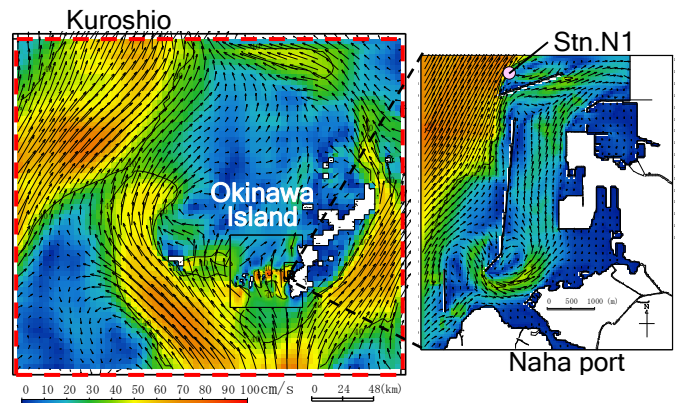 Kuroshio
Stn.N1
Okinawa
Island
0 500 1000 (m)
N
Naha port
0 10 20 30 40 50 60 70 80 90 100cm/s
0 24 48(km)